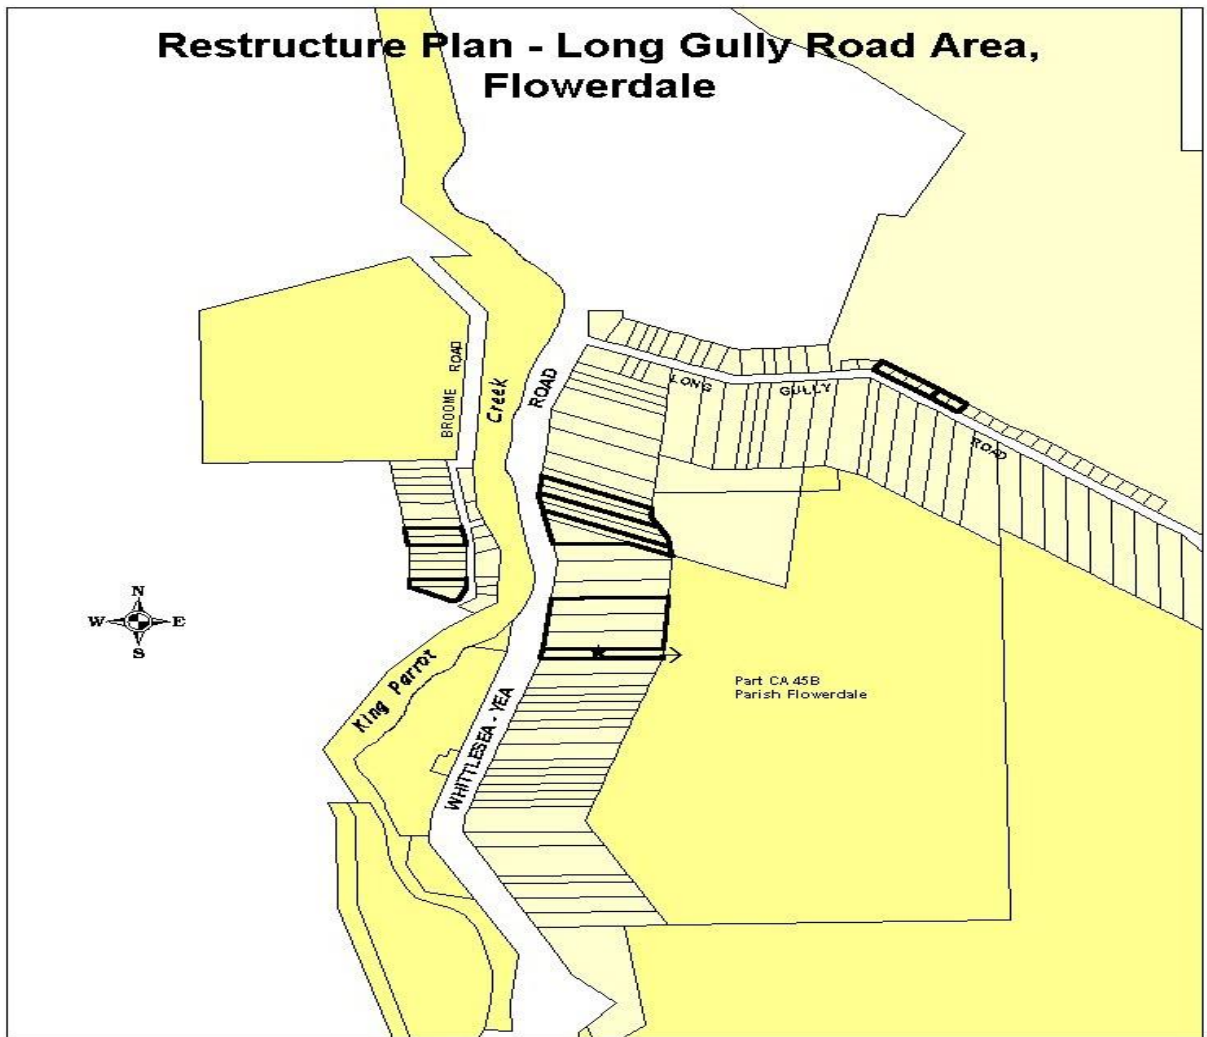 Restructure Plan - Long Gully Road Area,
Flowerdale
BROOME ROAD
Creek
ROAD
LONG GULLY ROAD
N
W E
S
King Parrot
WHITTLESEA - YEA
Part CA 45B
Parish Flowerdale